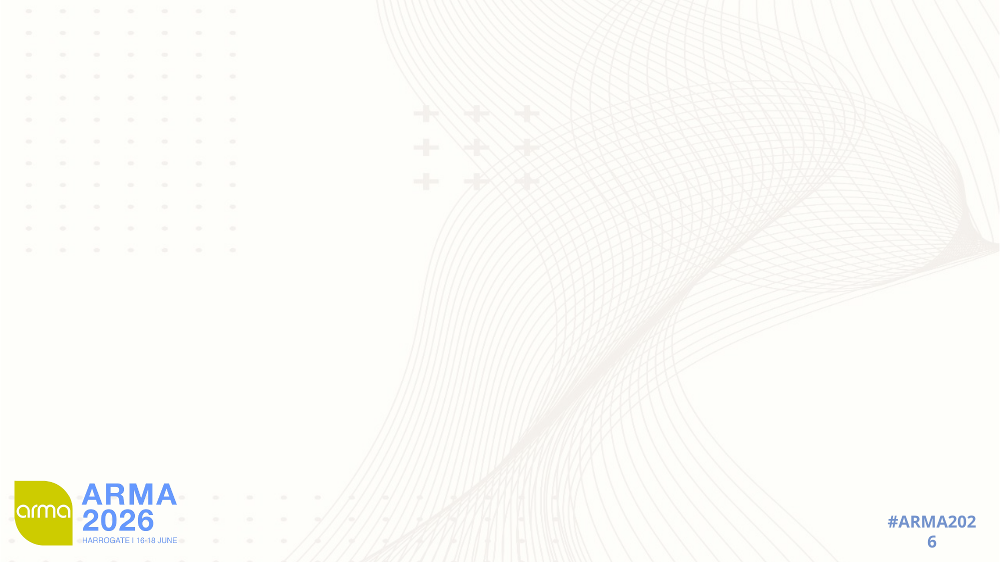 arma
ARMA
2026
HARROGATE | 16-18 JUNE
#ARMA202
6